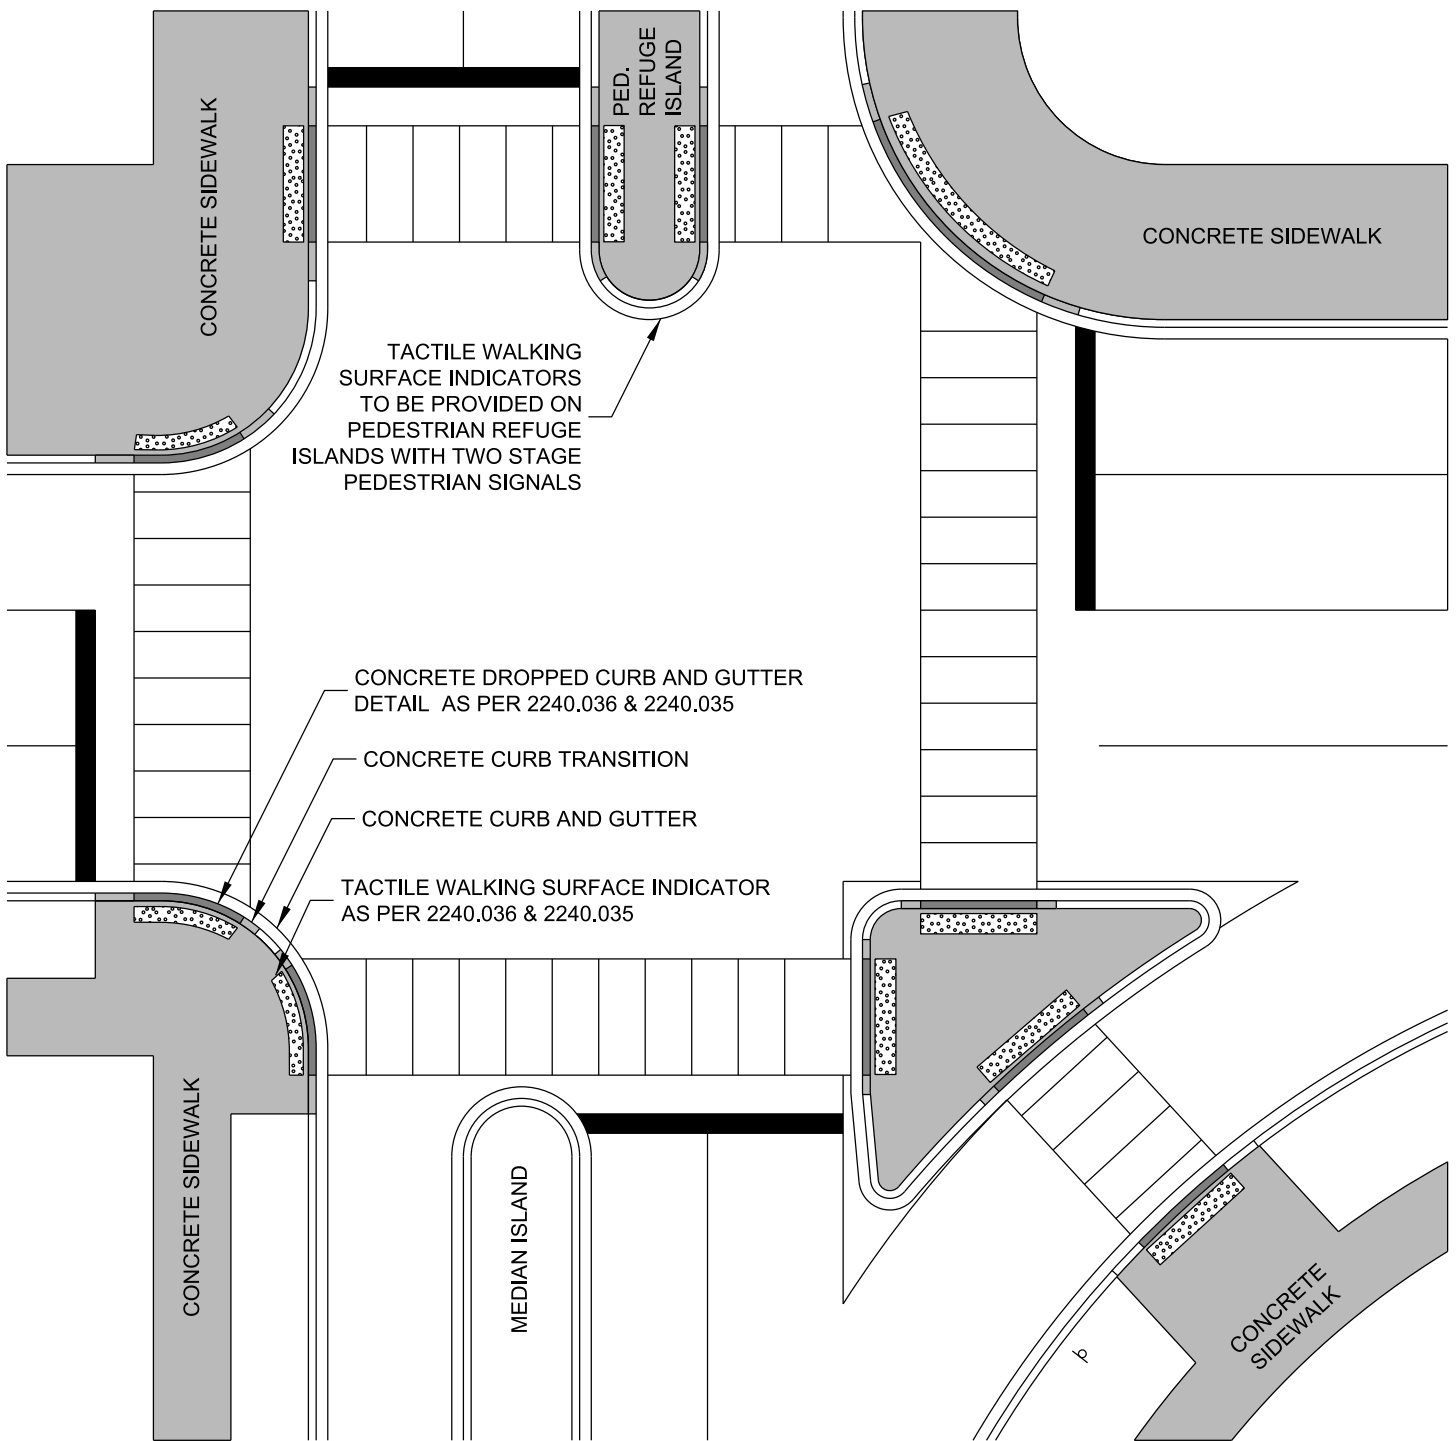 PED.
REFUGE
ISLAND
CONCRETE SIDEWALK
CONCRETE SIDEWALK
TACTILE WALKING
SURFACE INDICATORS
TO BE PROVIDED ON
PEDESTRIAN REFUGE
ISLANDS WITH TWO STAGE
PEDESTRIAN SIGNALS
CONCRETE DROPPED CURB AND GUTTER
DETAIL AS PER 2240.036 & 2240.035
CONCRETE CURB TRANSITION
CONCRETE CURB AND GUTTER
TACTILE WALKING SURFACE INDICATOR
AS PER 2240.036 & 2240.035
CONCRETE SIDEWALK
MEDIAN ISLAND
CONCRETE
SIDEWALK